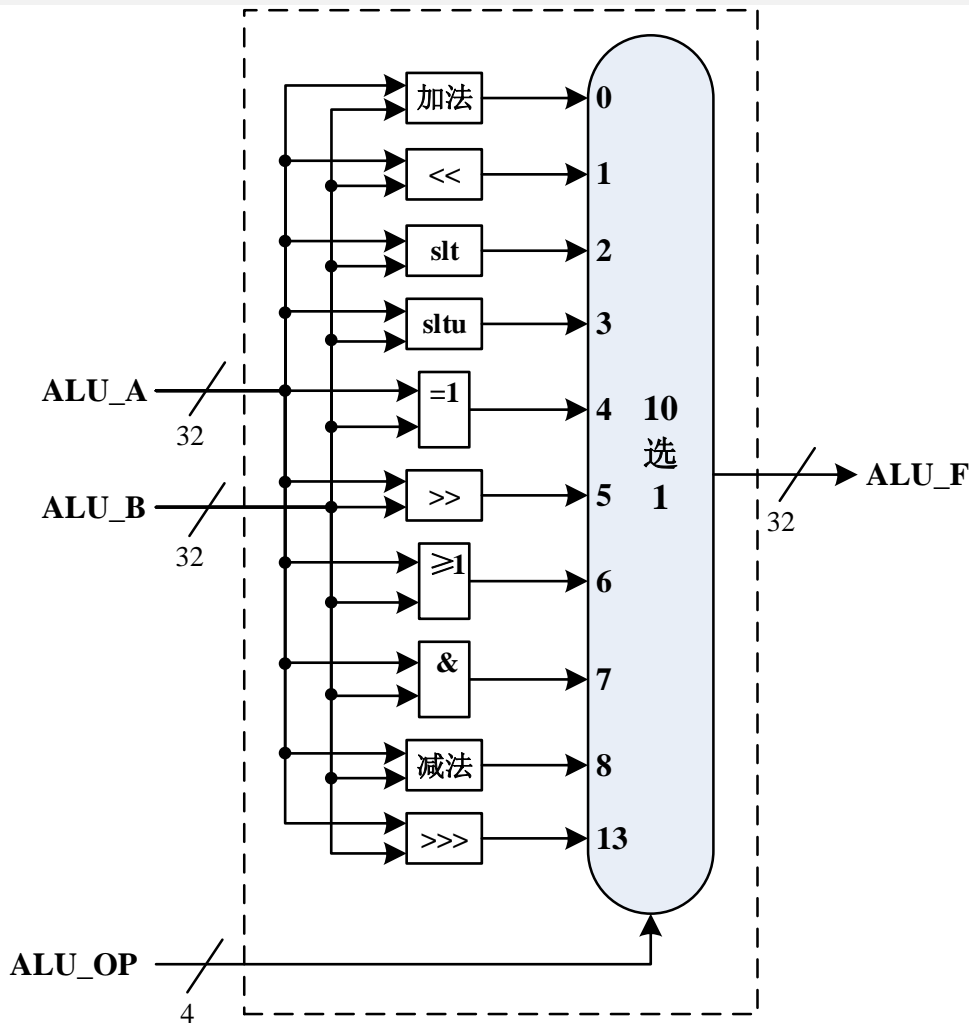 加法
0
<<
1
slt
2
sltu
3
ALU_A
32
=1
4
10
选
1
ALU_F
32
ALU_B
32
>>
5
≥1
6
&
7
减法
8
>>>
13
ALU_OP
4